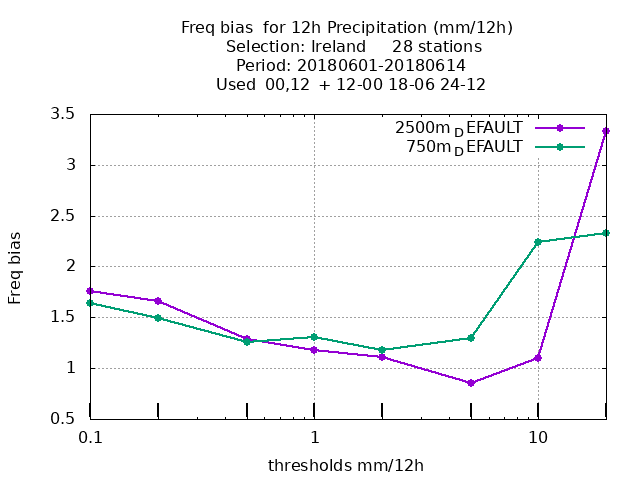 Freq bias for 12h Precipitation (mm/12h)
Selection: Ireland 28 stations
Period: 20180601-20180614
Used 00,12 + 12-00 18-06 24-12
3.5
3
2.5
2
1.5
1
0.5
Freq bias
2500m_DEFAULT
750m_DEFAULT
0.1
1
10
thresholds mm/12h